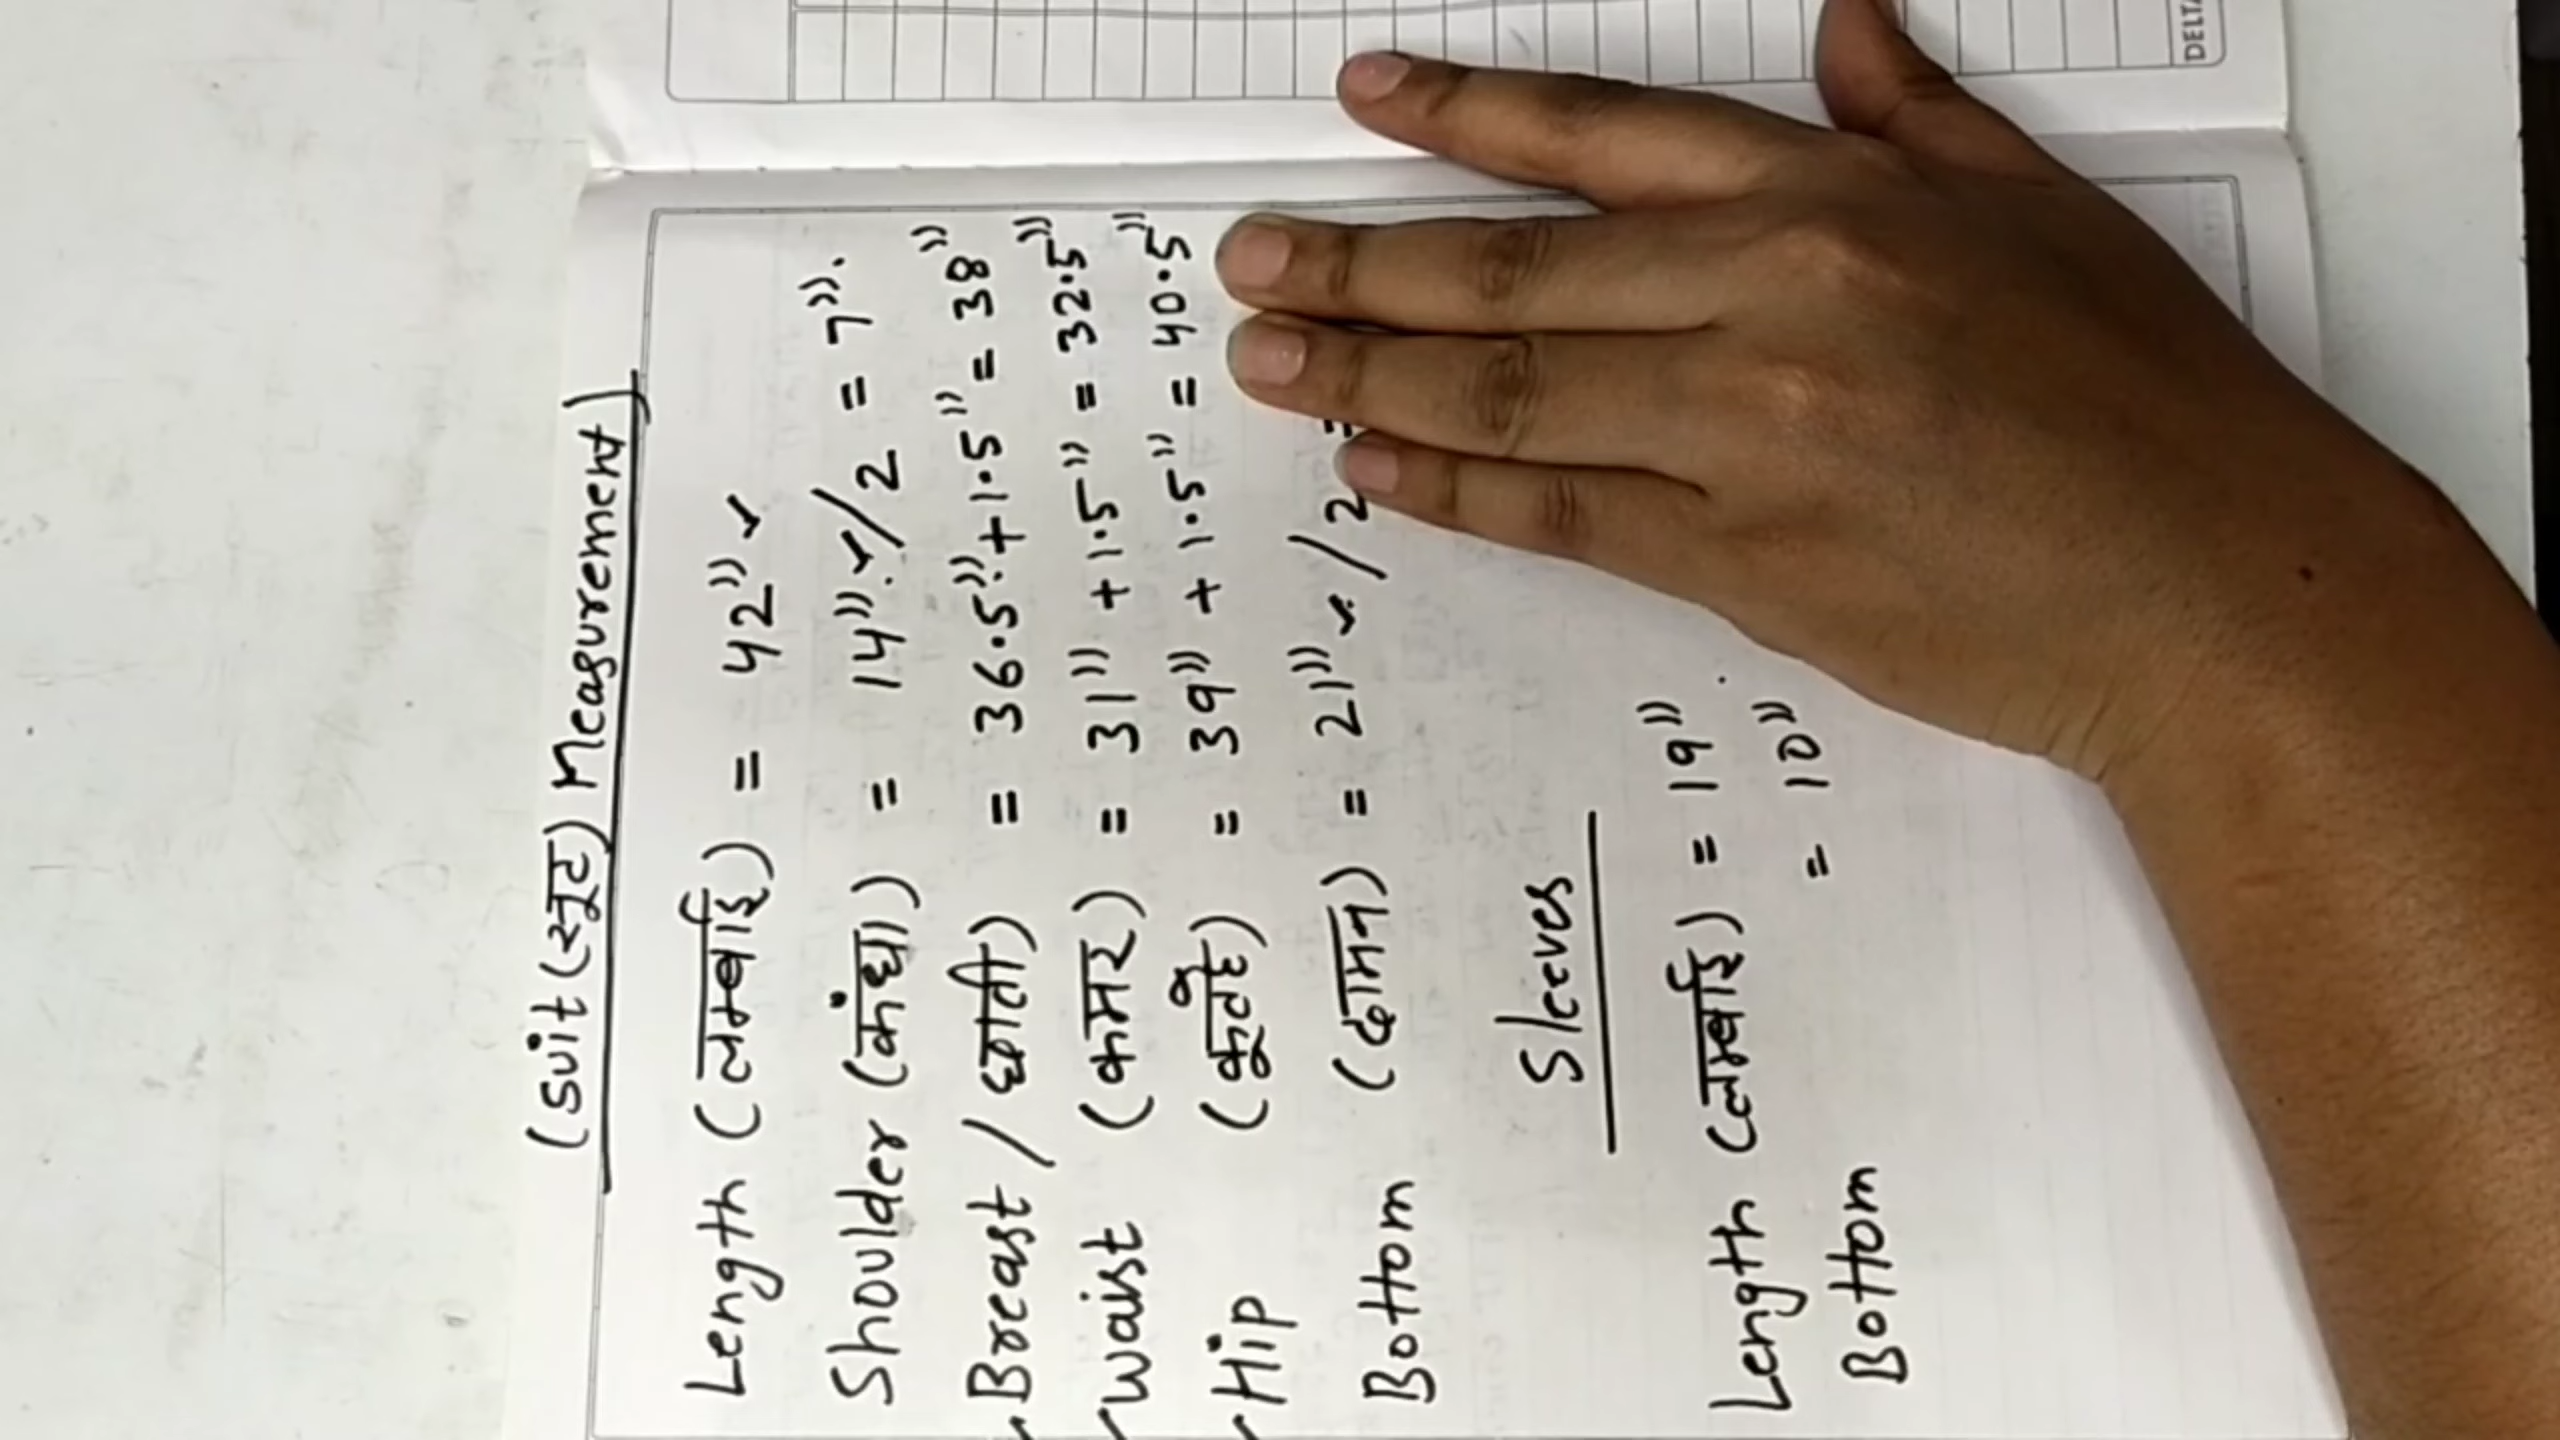 (Suit (सूट) Measurement)
Length (लम्बाई) = 42"✓
Shoulder (कंधा) = 14"✓/2 = 7".
✓Breast / छाती) = 36.5"+1.5" = 38"
✓Waist (कमर) = 31" + 1.5" = 32.5"
✓Hip (कूल्हे) = 39" + 1.5" = 40.5"
Bottom (दामन) = 21"✓/2 =
Sleeves
Length (लम्बाई) = 19"
Bottom = 10"
DELTA